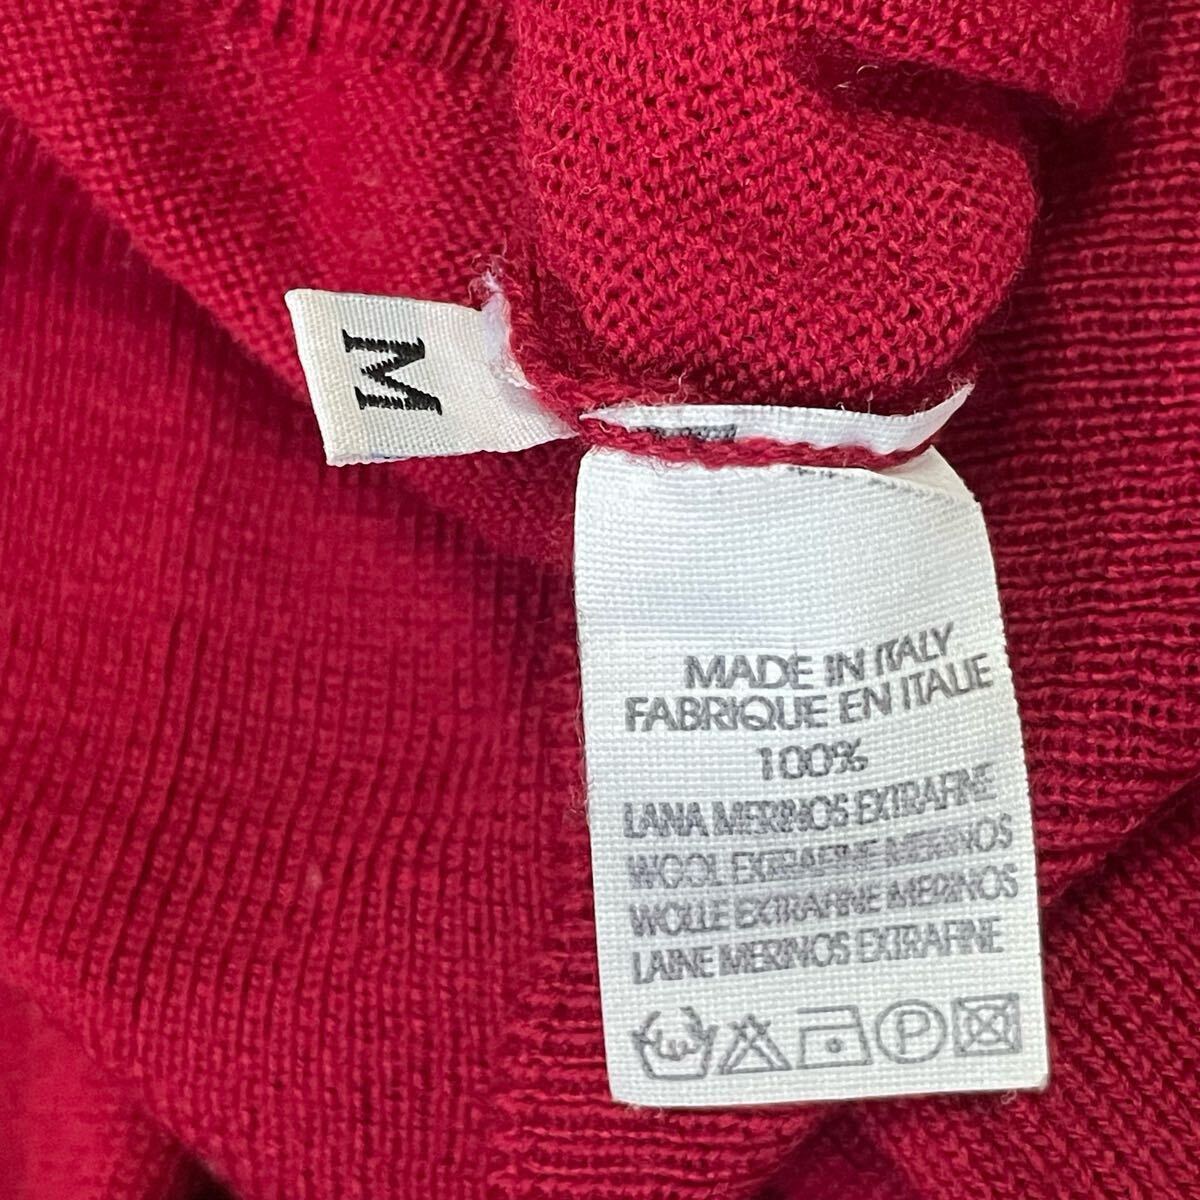 M
MADE IN ITALY
FABRIQUE EN ITALIE
100%
LANA MERINOS EXTRAFINE
WOOL EXTRAFINE MERINOS
WOLLE EXTRAFINE MERINOS
LAINE MERINOS EXTRAFINE
P